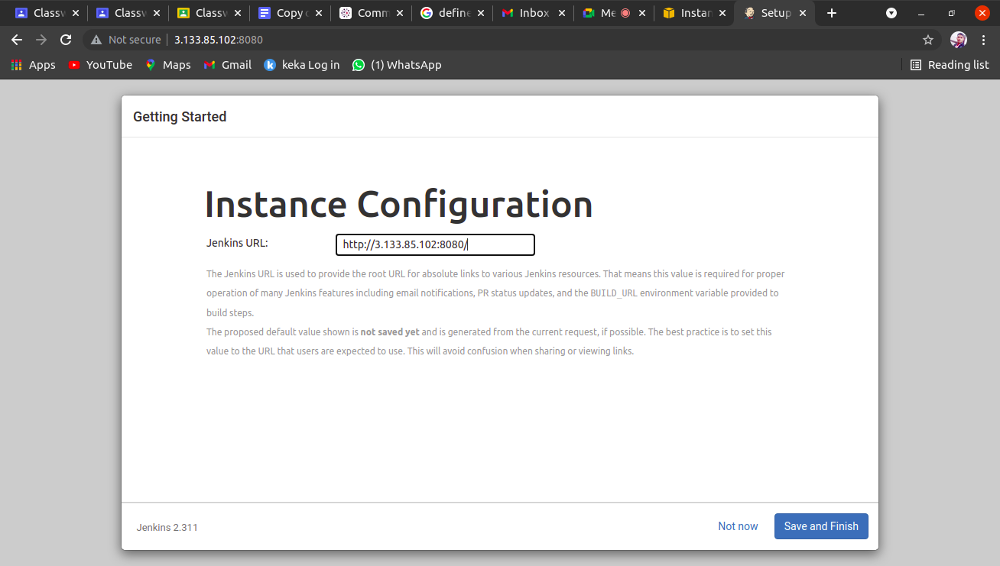 Classw
Classw
Classw
Copy o
Comm
define
Inbox
Me
Instan
Setup
Not secure
3.133.85.102:8080
Apps
YouTube
Maps
Gmail
keka Log in
(1) WhatsApp
Reading list
Getting Started
Instance Configuration
Jenkins URL:
http://3.133.85.102:8080/
The Jenkins URL is used to provide the root URL for absolute links to various Jenkins resources. That means this value is required for proper
operation of many Jenkins features including email notifications, PR status updates, and the BUILD_URL environment variable provided to
build steps.
The proposed default value shown is not saved yet and is generated from the current request, if possible. The best practice is to set this
value to the URL that users are expected to use. This will avoid confusion when sharing or viewing links.
Jenkins 2.311
Not now
Save and Finish